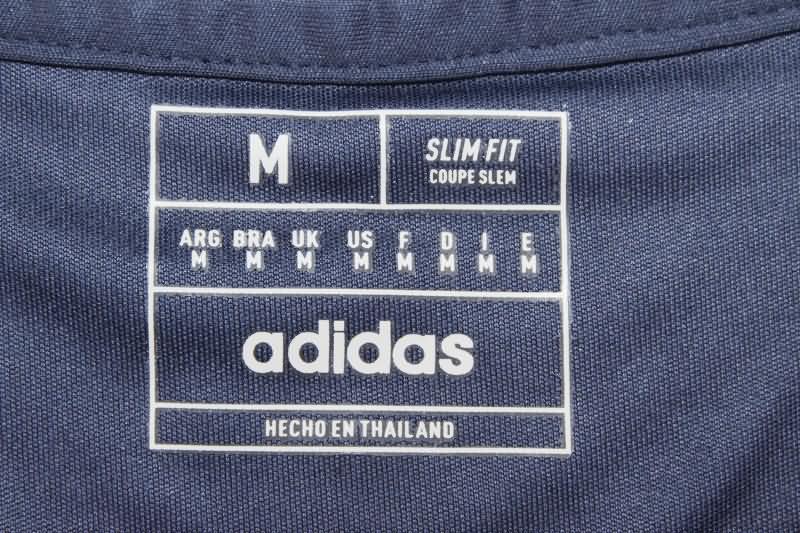 M
SLIM FIT
COUPE SLEM
ARG BRA UK US F D I E
M M M M M M M M
adidas
HECHO EN THAILAND